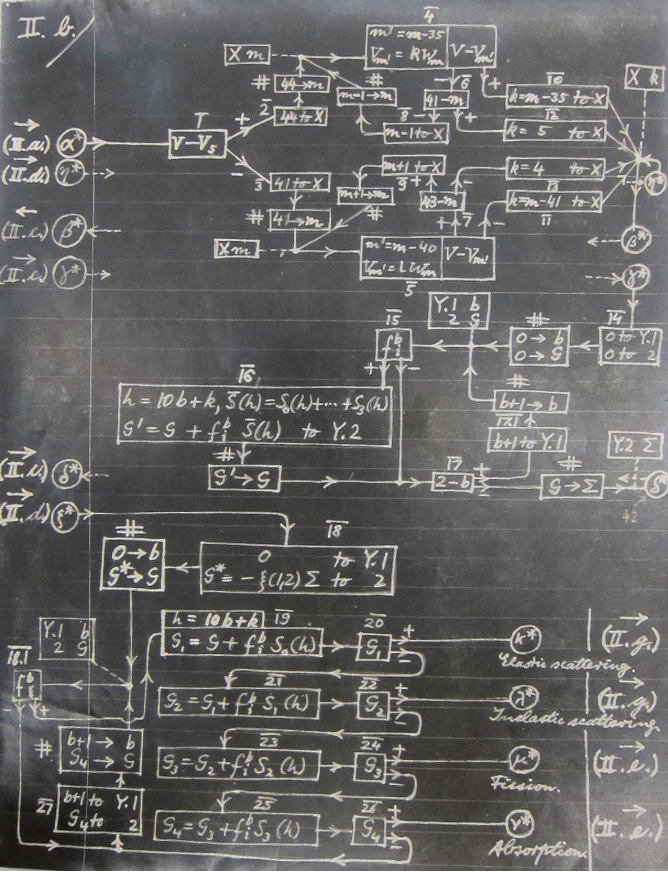 II. b.
4
X m
m' = m-35
V_m' = k W_m
V - V_m'
X k
#
44→m
#
m-1→m
6
41-m
10
k=m-35 to X
2
44 to X
8
m-1 to X
12
k=5 to X
(II.a.)
α*
1
V-V_5
+
-
(II.d.)
η*
3
41 to X
m+1 to X
9
k=4 to X
13
#
41→m
m+1→m
#
43-m
7
k=m-41 to X
11
η*
(II.c.)
β*
β*
X m
m' = m-40
V_m' = l W_m
V - V_m'
5
(II.c.)
γ*
γ*
Y.1 b
2 G
15
f_i^b
#
0→b
0→G
14
0 to Y.1
0 to 2
16
h = 10b+k, S̄(h) = S_0(h)+...+S_3(h)
G' = G + f_i^b S̄(h) to Y.2
#
b+1→b
17.1
b+1 to Y.1
#
G'→G
17
2-b
#
G→Σ
Y.2 Σ
δ*
42
(II.c.)
δ*
(II.d.)
ξ*
18
#
0→b
G*→G
0 to Y.1
G* = -ξ(1,2) Σ to 2
Y.1 b
2 G
h = 10b+k
19
G_1 = G + f_i^b S_0(h)
20
G_1
κ*
(II.g.)
Elastic scattering.
18.1
f_i^b
21
G_2 = G_1 + f_i^b S_1(h)
22
G_2
λ*
(II.g.)
Inelastic scattering.
#
b+1→b
G_4→G
23
G_3 = G_2 + f_i^b S_2(h)
24
G_3
μ*
(II.e.)
Fission.
27
b+1 to Y.1
G_4 to 2
25
G_4 = G_3 + f_i^b S_3(h)
26
G_4
ν*
(II.e.)
Absorption.